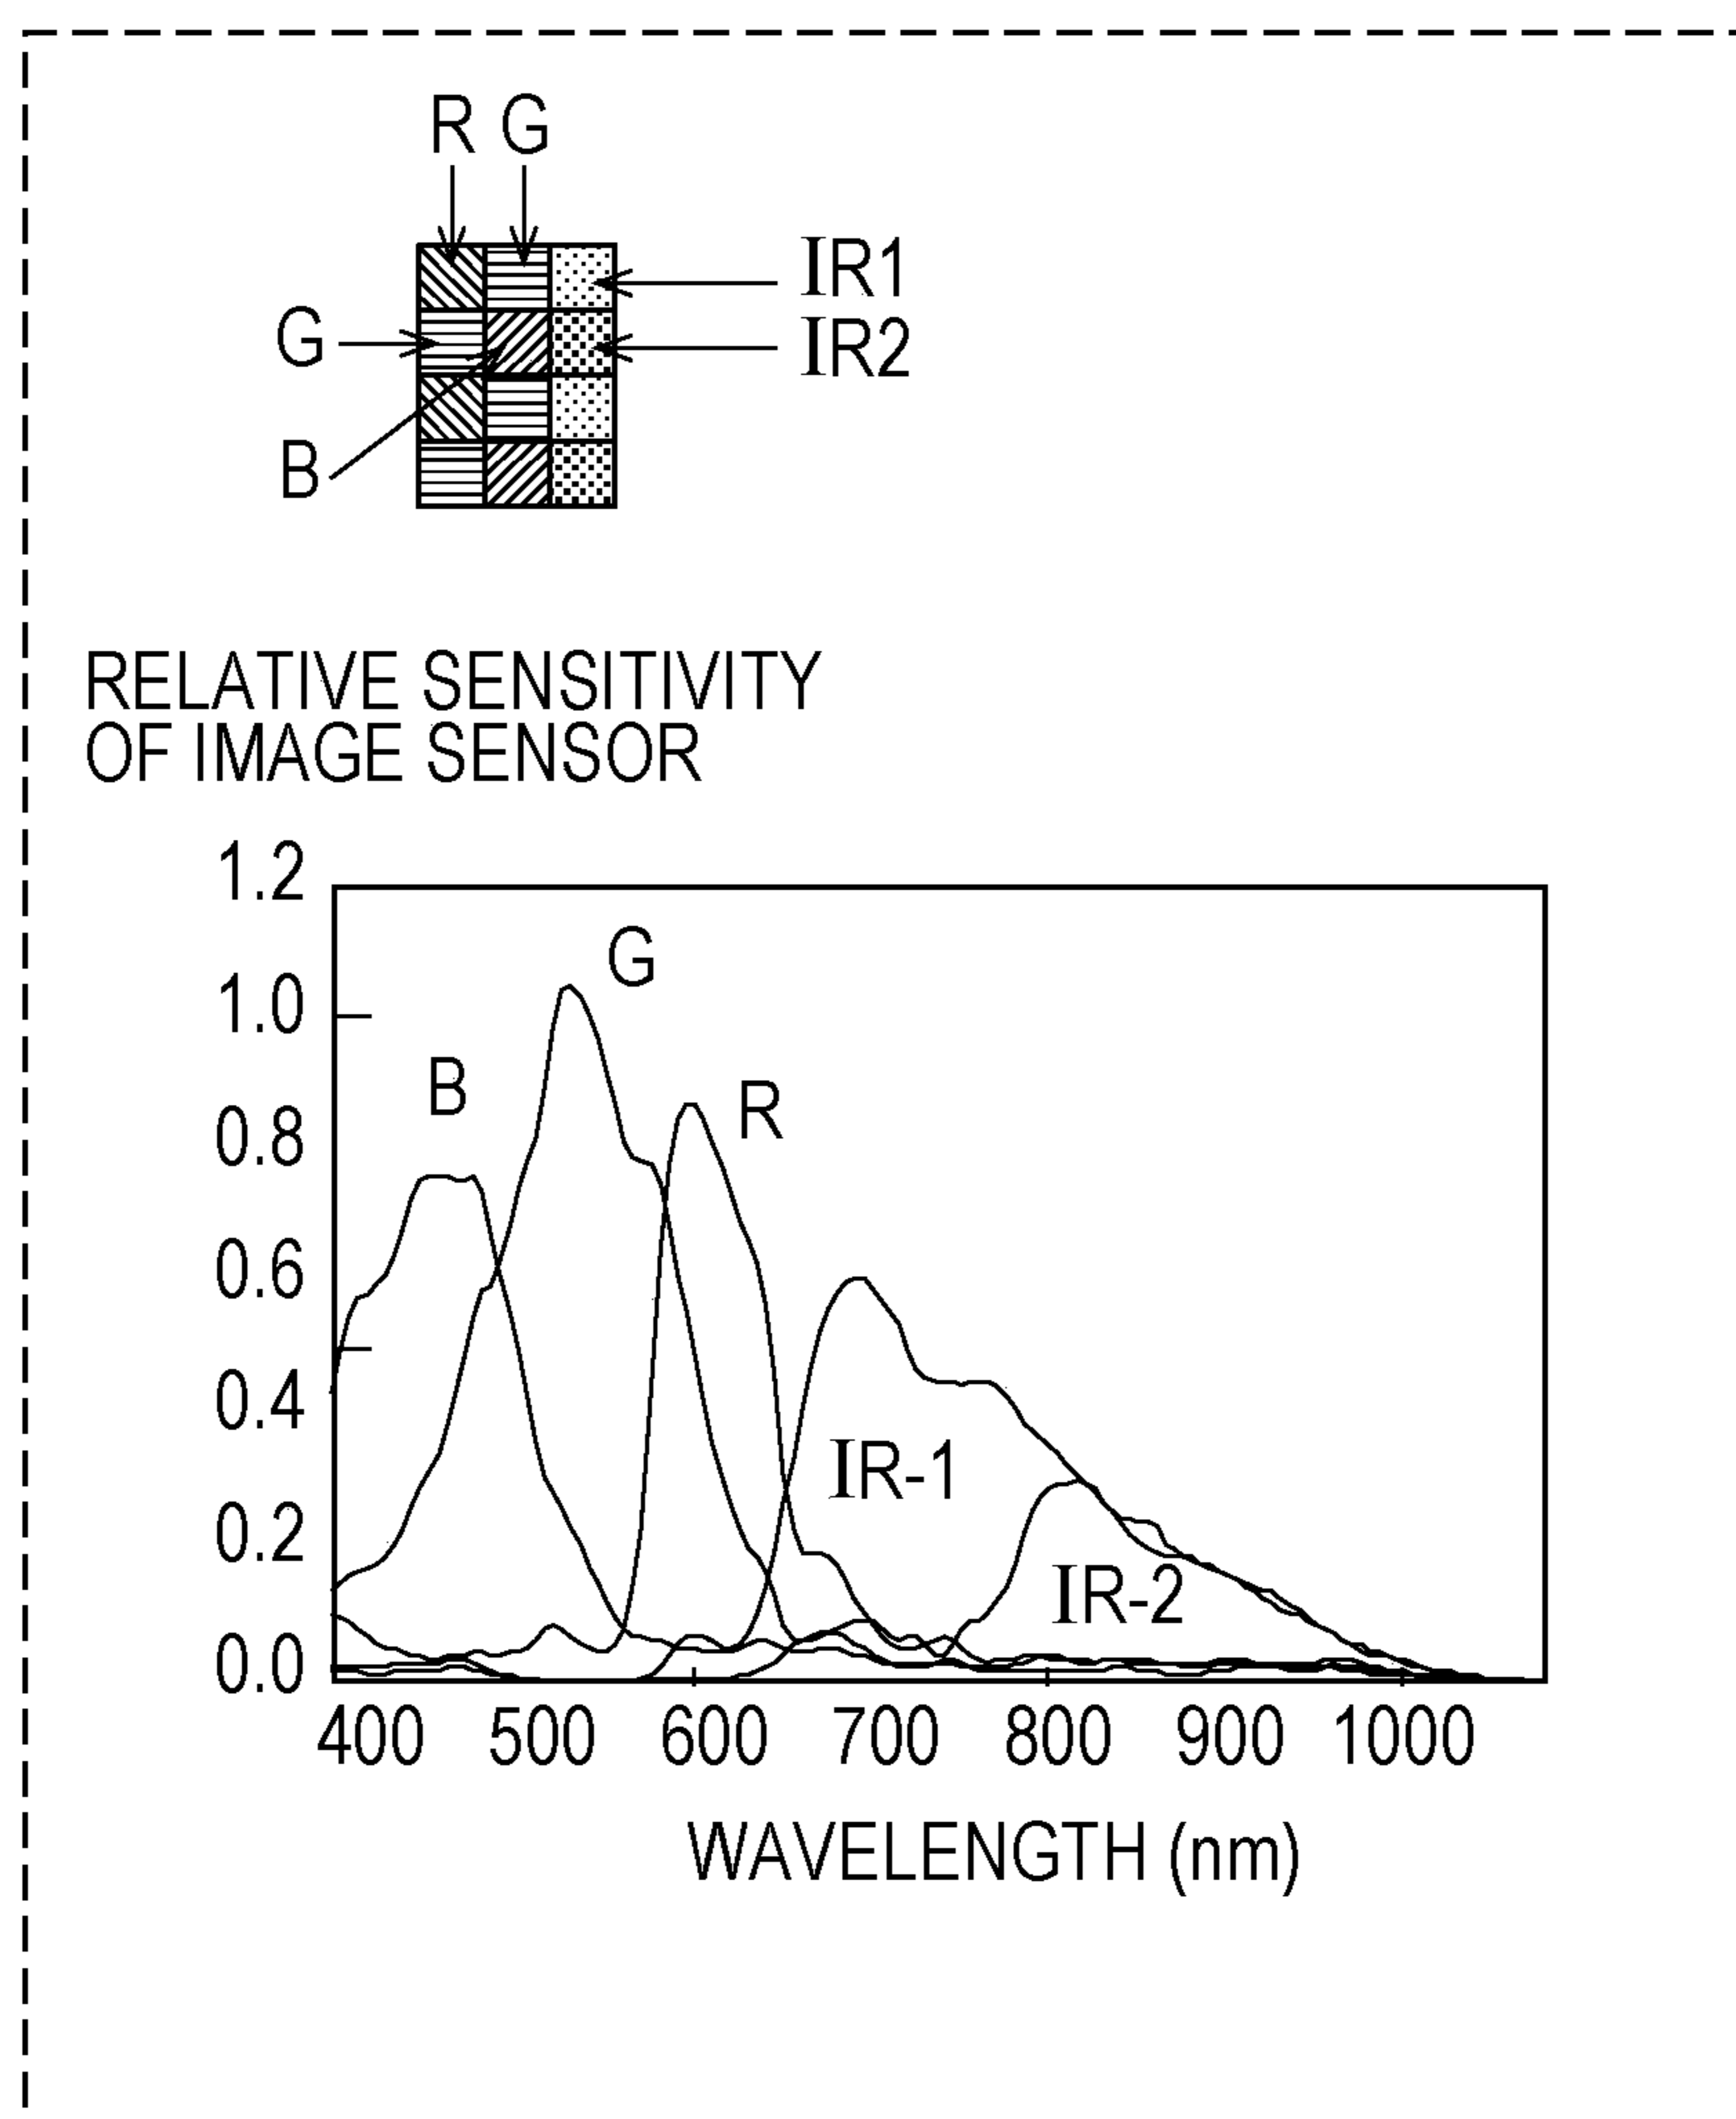 R G
IR1
G
IR2
B
RELATIVE SENSITIVITY
OF IMAGE SENSOR
1.2
G
1.0
B
R
0.8
0.6
0.4
IR-1
0.2
IR-2
0.0
400 500 600 700 800 900 1000
WAVELENGTH (nm)